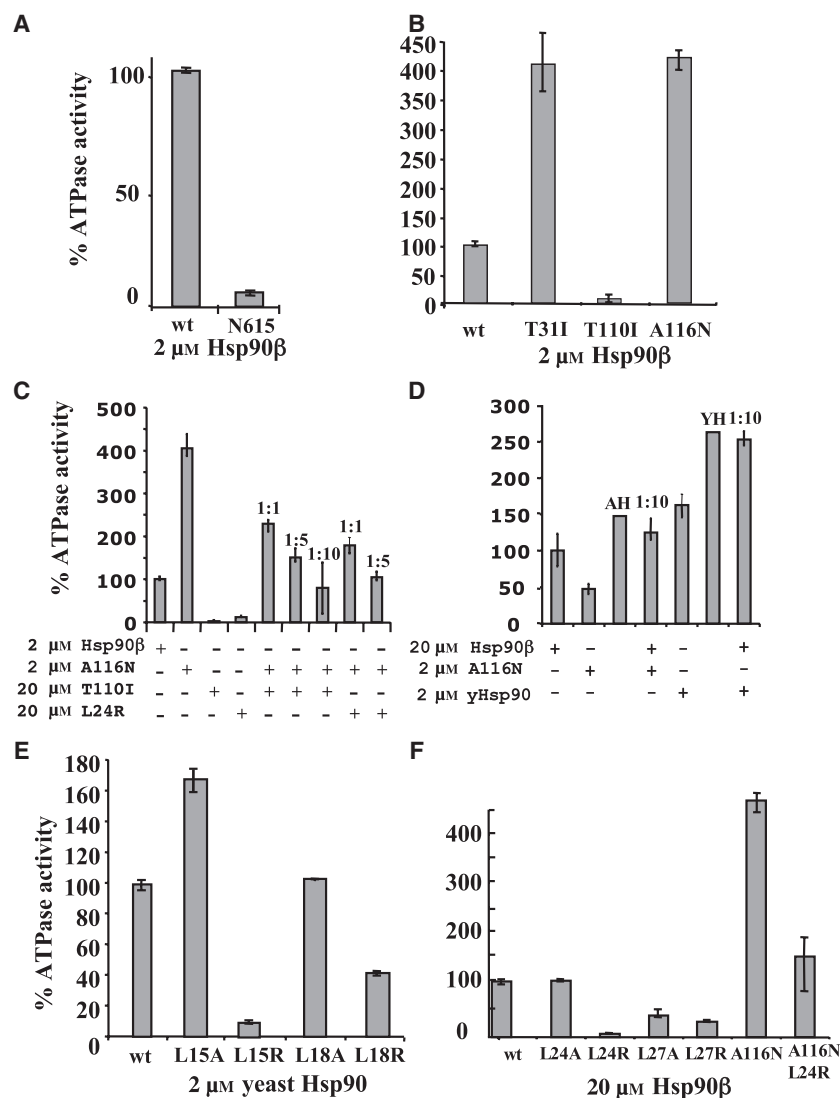 A
% ATPase activity
100
50
0
wt N615
2 µM Hsp90β
B
450
400
350
300
250
200
150
100
50
0
wt T31I T110I A116N
2 µM Hsp90β
C
% ATPase activity
500
400
300
200
100
0
1:1
1:5
1:10
1:1
1:5
2 µM Hsp90β + – – – – – – – –
2 µM A116N – + – – + + + + +
20 µM T110I – – + – + + + – –
20 µM L24R – – – + – – – + +
D
300
250
200
150
100
50
0
AH 1:10
YH 1:10
20 µM Hsp90β + – + – +
2 µM A116N – + + – –
2 µM yHsp90 – – – + +
E
% ATPase activity
180
160
140
120
100
80
60
40
20
0
wt L15A L15R L18A L18R
2 µM yeast Hsp90
F
400
300
200
100
0
wt L24A L24R L27A L27R A116N A116N
L24R
20 µM Hsp90β